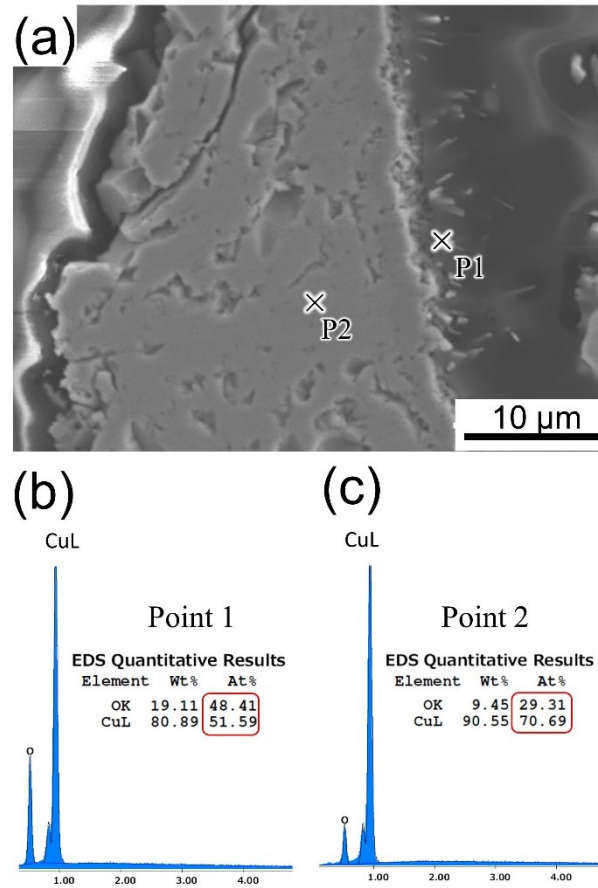 (a)
× P1
× P2
10 μm
(b)
CuL
Point 1
EDS Quantitative Results
Element Wt% At%
OK 19.11 48.41
CuL 80.89 51.59
O
1.00 2.00 3.00 4.00
(c)
CuL
Point 2
EDS Quantitative Results
Element Wt% At%
OK 9.45 29.31
CuL 90.55 70.69
O
1.00 2.00 3.00 4.00